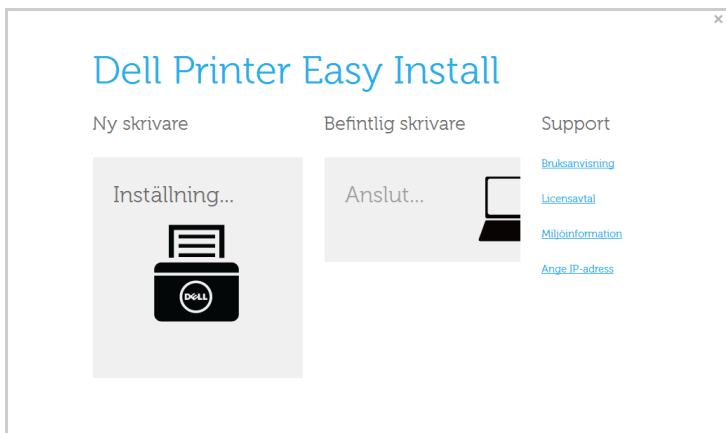 ×
Dell Printer Easy Install
Ny skrivare
Befintlig skrivare
Support
Inställning...
DELL
Anslut...
Bruksanvisning
Licensavtal
Miljöinformation
Ange IP-adress